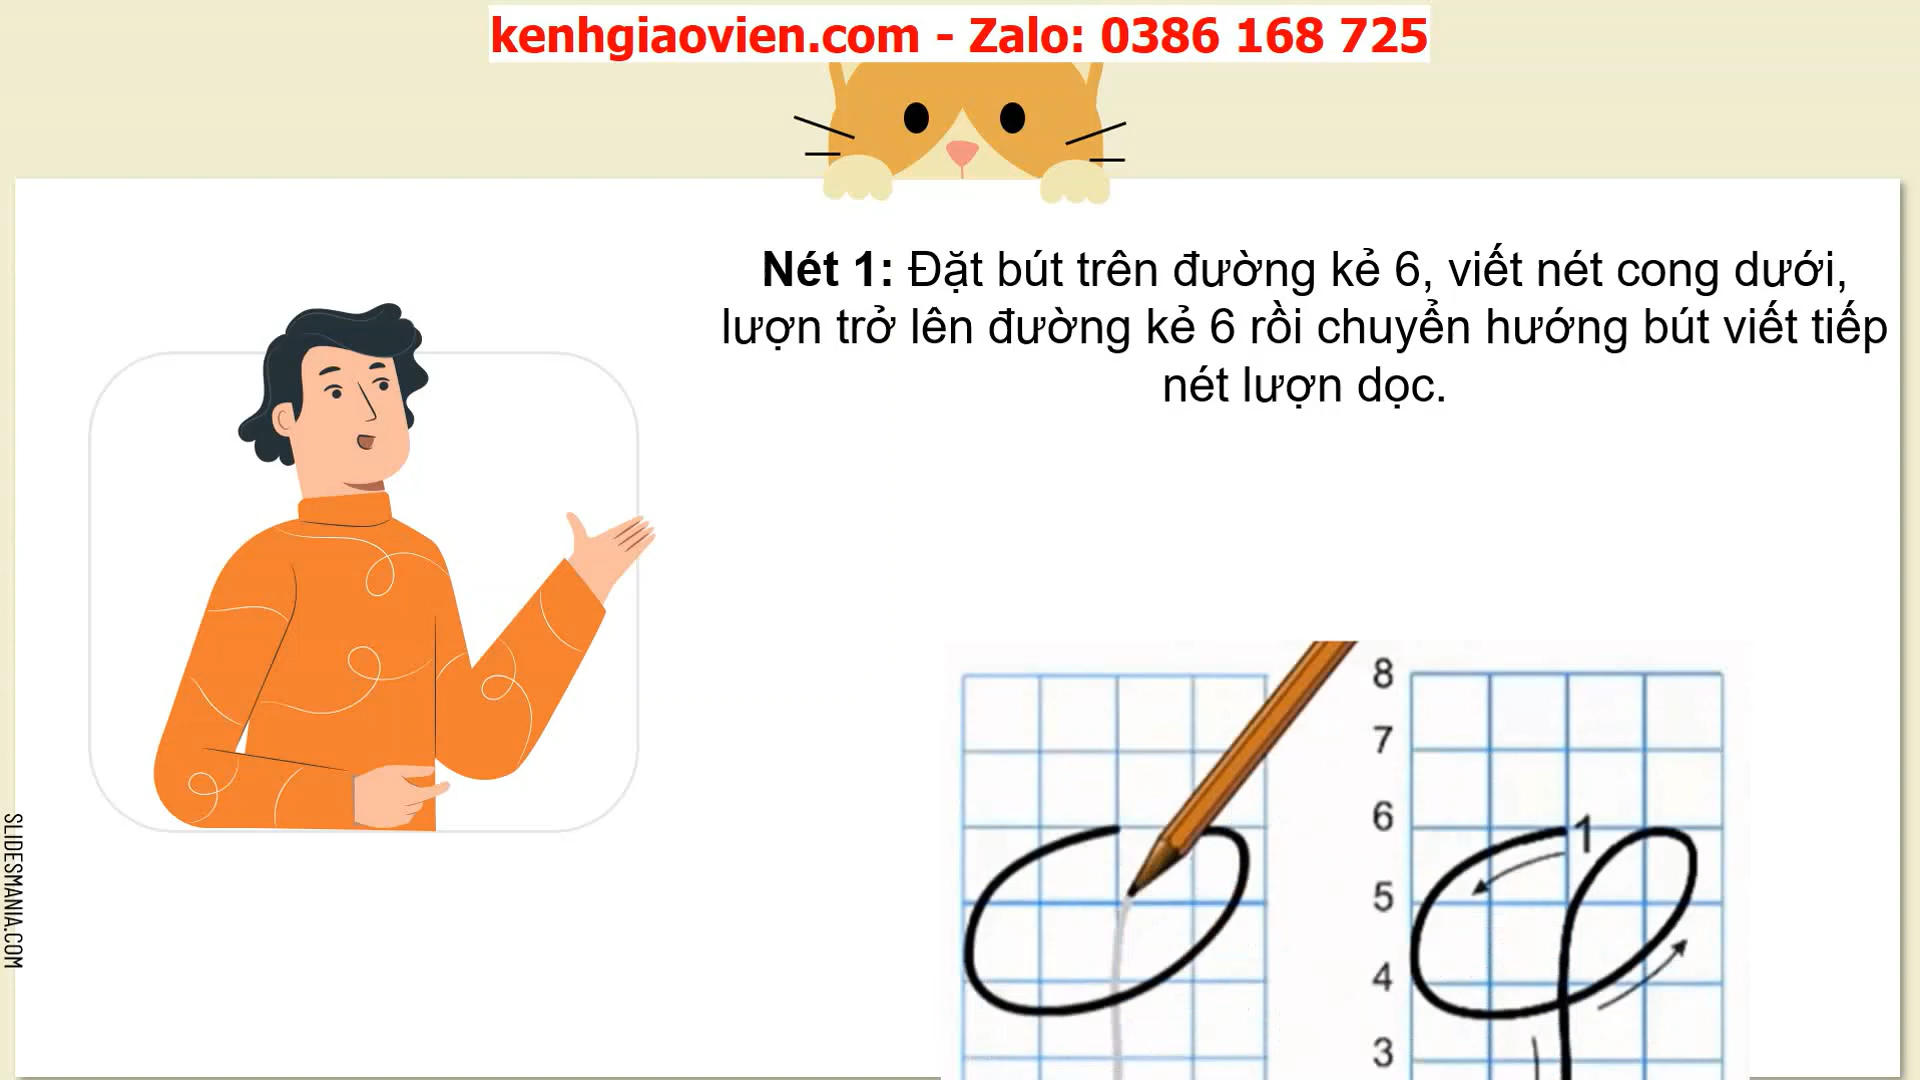 kenhgiaovien.com - Zalo: 0386 168 725
Nét 1: Đặt bút trên đường kẻ 6, viết nét cong dưới,
lượn trở lên đường kẻ 6 rồi chuyển hướng bút viết tiếp
nét lượn dọc.
8
7
6
1
5
4
3
SLIDESMANIA.COM